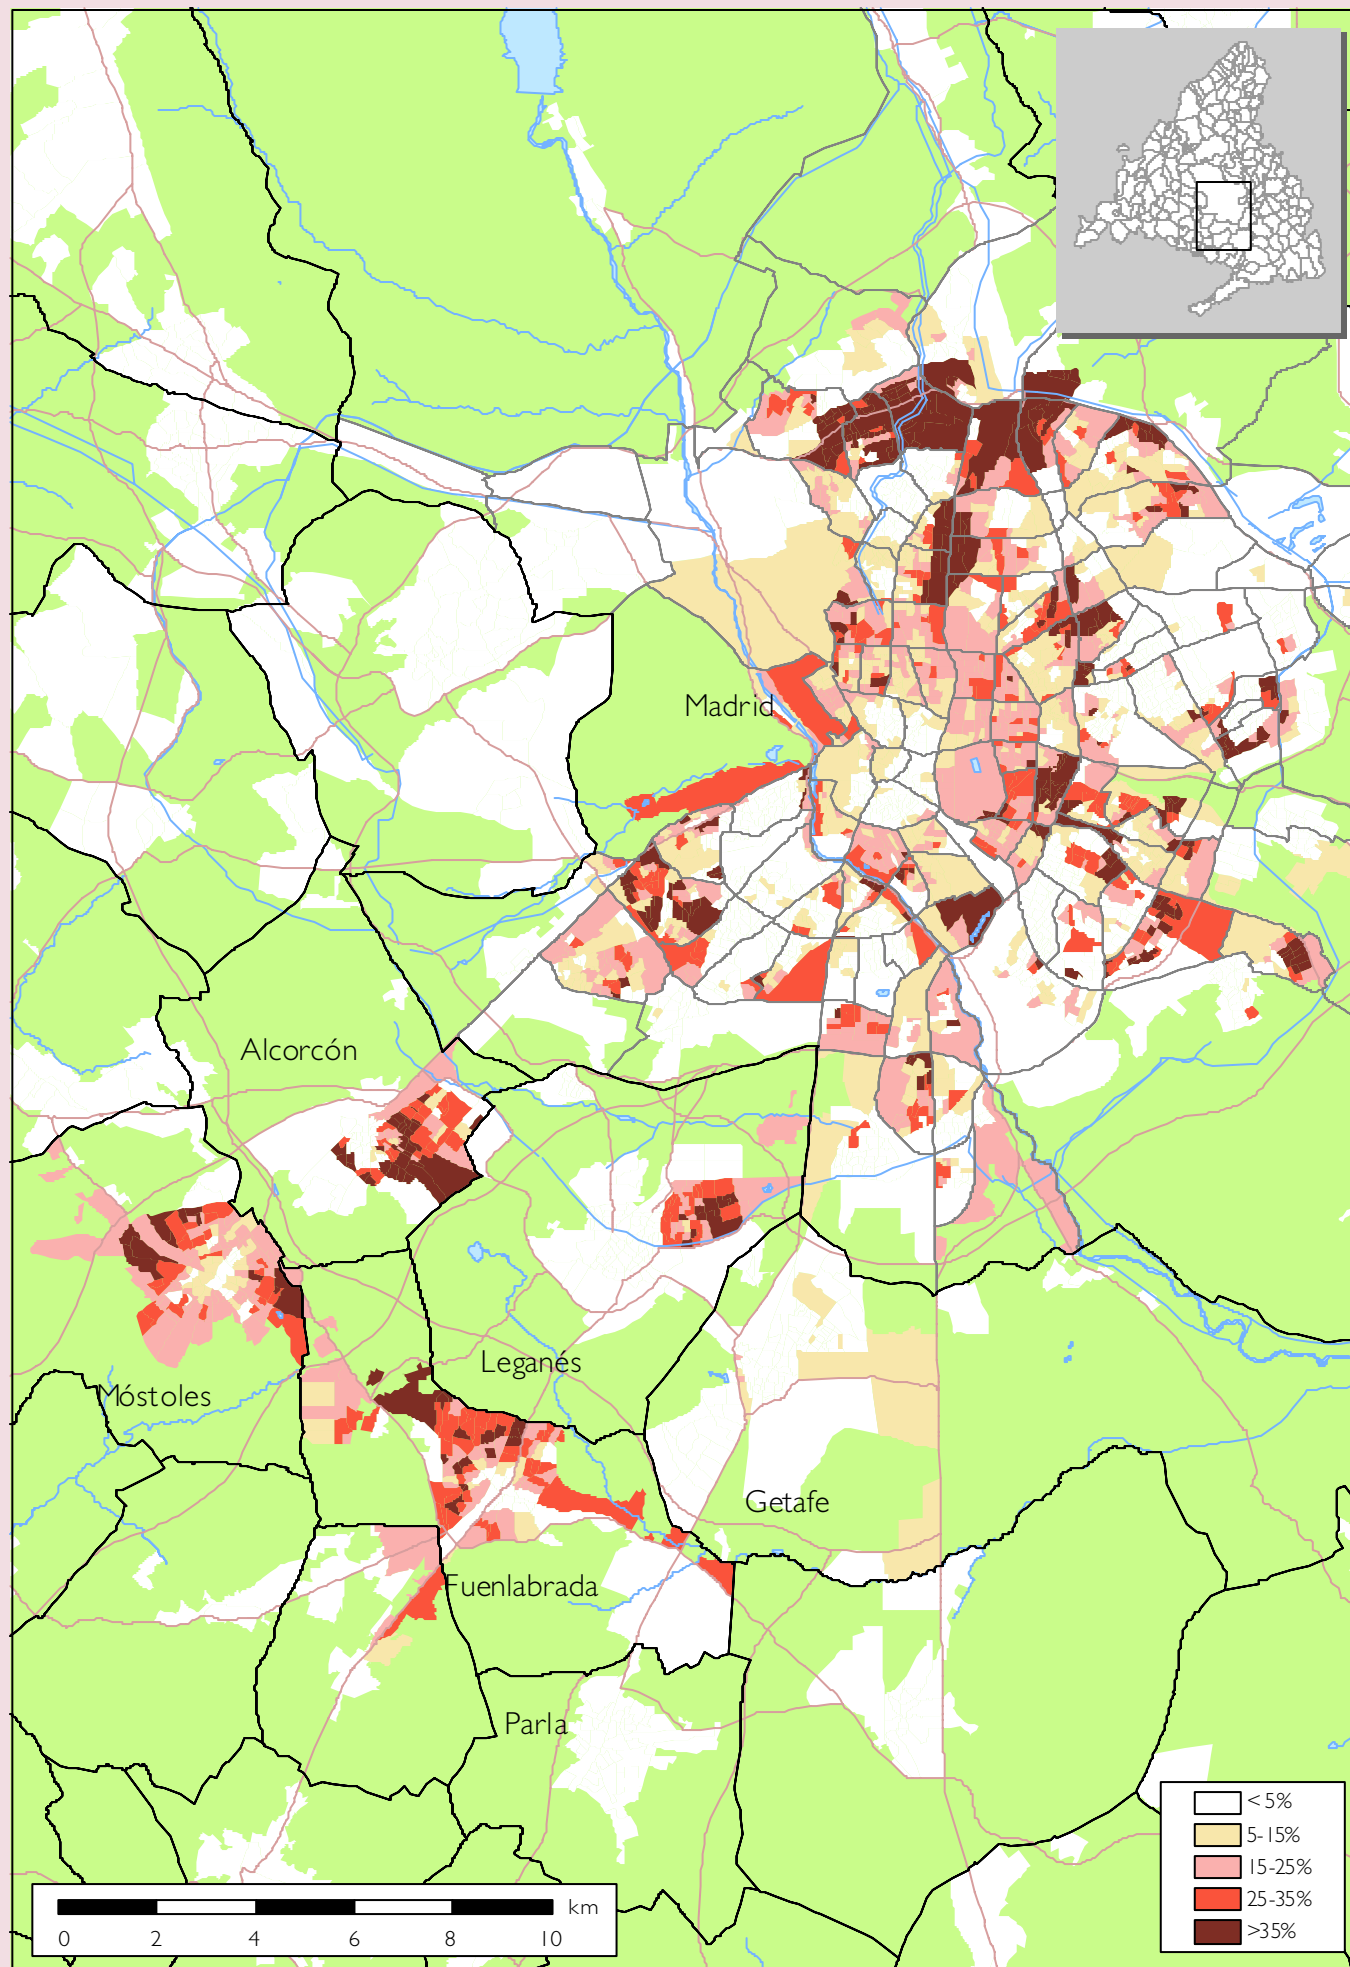 Madrid
Alcorcón
Leganés
Móstoles
Getafe
Fuenlabrada
Parla
< 5%
5-15%
15-25%
25-35%
>35%
km
0 2 4 6 8 10